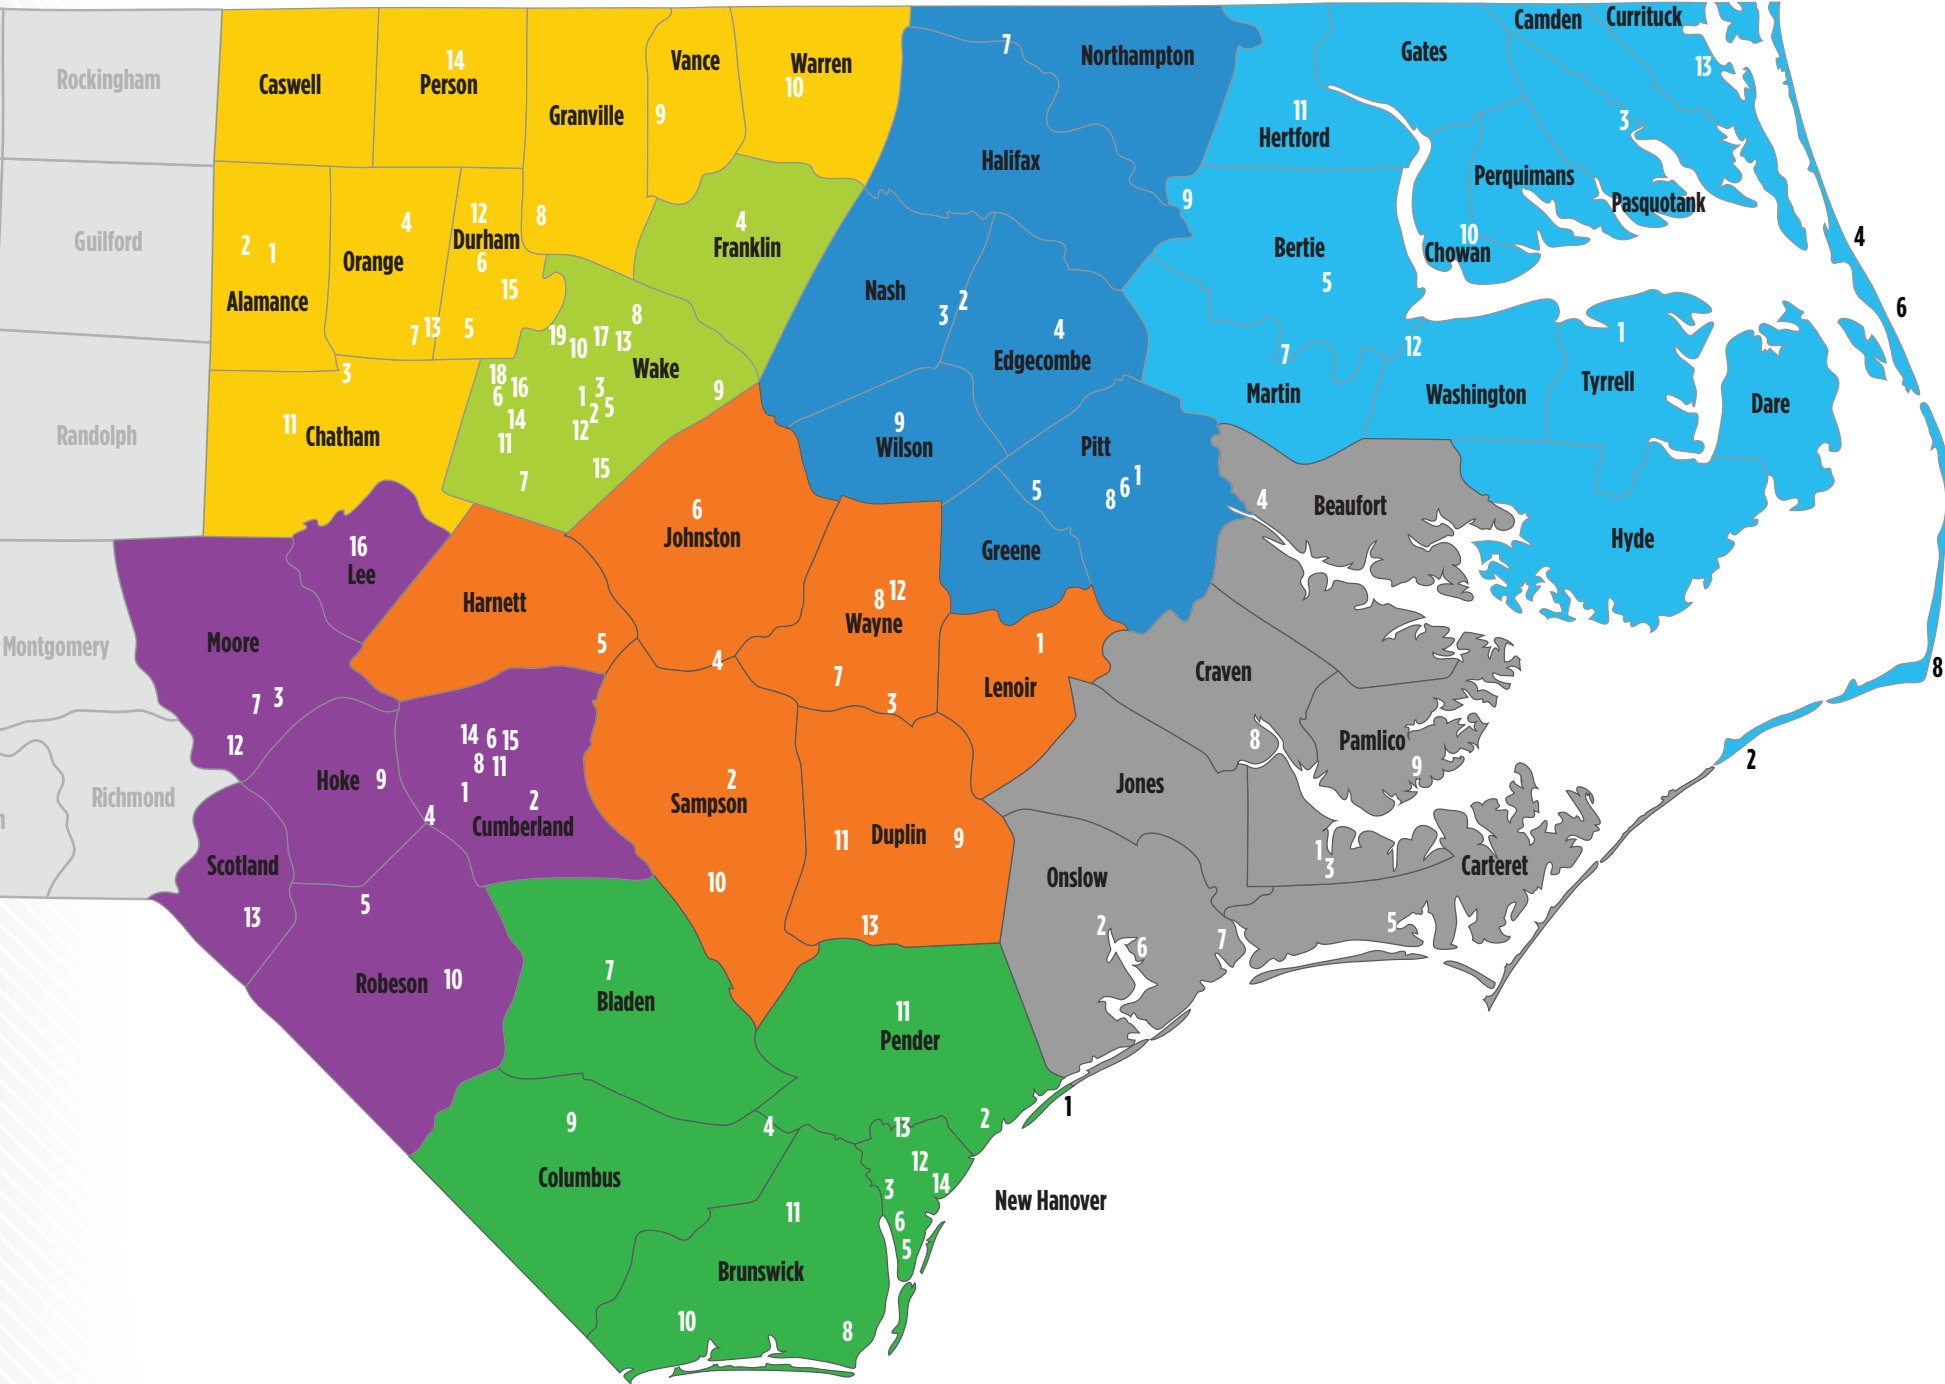 Rockingham
Caswell
14
Person
Granville
Vance
9
Warren
10
7
Northampton
Halifax
11
Hertford
Gates
Camden
Currituck
13
3
Perquimans
Pasquotank
10
Chowan
9
Bertie
5
4
6
Guilford
2 1
Alamance
4
Orange
7 13
12
Durham
6
15
5
8
4
Franklin
Nash
3 2
4
Edgecombe
7
Martin
12
Washington
1
Tyrrell
Dare
8
19 10 17 13
Wake
18 16
6
14
11
7
3
1
2 5
12
15
9
Randolph
3
11 Chatham
9
Wilson
Pitt
1
6
8
5
Greene
4
Beaufort
Hyde
16
Lee
Harnett
5
6
Johnston
4
8 12
Wayne
7
3
1
Lenoir
Craven
8
Pamlico
9
8
2
Montgomery
Moore
7 3
12
Richmond
Hoke 9
4
14 6 15
8 11
1
2
Cumberland
2
Sampson
10
11 Duplin 9
13
Jones
Onslow
2
6
7
1
3
Carteret
5
Scotland
13
5
Robeson 10
7
Bladen
11
Pender
2
1
9
Columbus
4
13
12
14
3
6
5
New Hanover
11
Brunswick
10
8